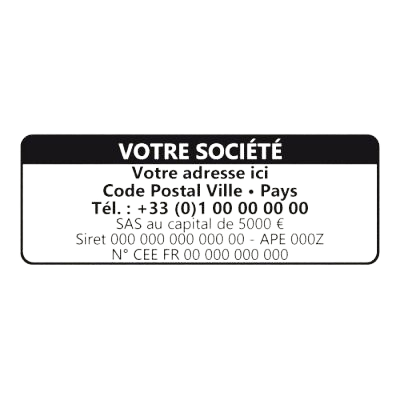 VOTRE SOCIÉTÉ
Votre adresse ici
Code Postal Ville • Pays
Tél. : +33 (0)1 00 00 00 00
SAS au capital de 5000 €
Siret 000 000 000 000 00 - APE 000Z
N° CEE FR 00 000 000 000